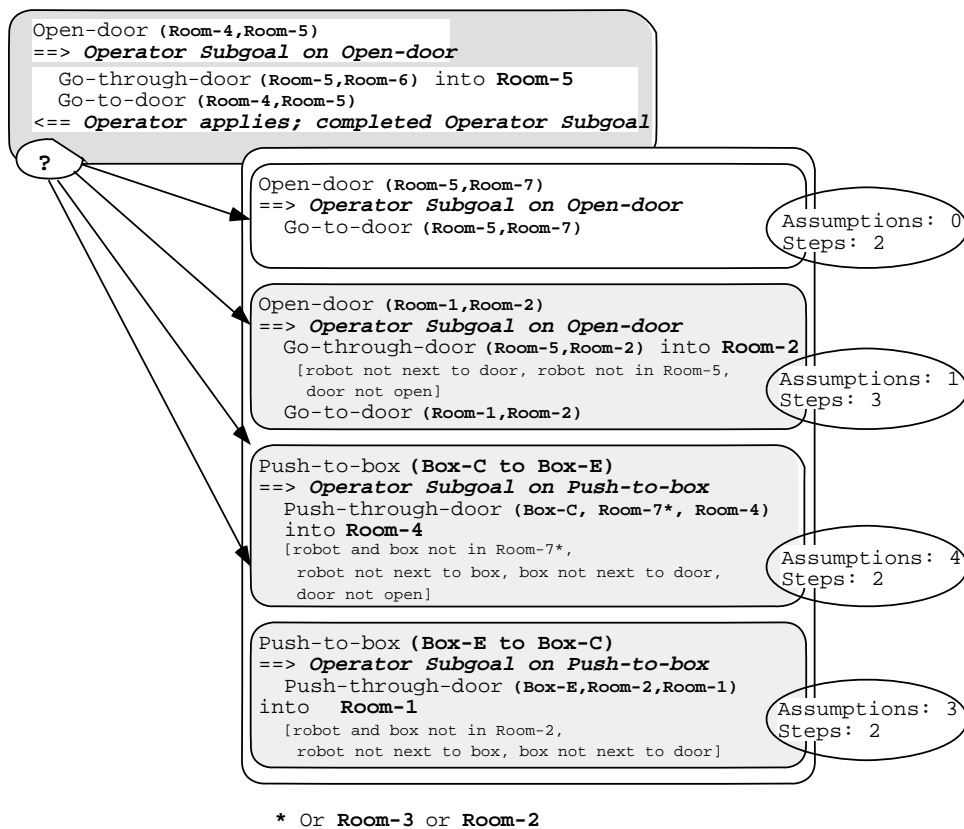 Open-door (Room-4,Room-5)
==> Operator Subgoal on Open-door
Go-through-door (Room-5,Room-6) into Room-5
Go-to-door (Room-4,Room-5)
<== Operator applies; completed Operator Subgoal
?
Open-door (Room-5,Room-7)
==> Operator Subgoal on Open-door
Go-to-door (Room-5,Room-7)
Assumptions: 0
Steps: 2
Open-door (Room-1,Room-2)
==> Operator Subgoal on Open-door
Go-through-door (Room-5,Room-2) into Room-2
[robot not next to door, robot not in Room-5,
door not open]
Go-to-door (Room-1,Room-2)
Assumptions: 1
Steps: 3
Push-to-box (Box-C to Box-E)
==> Operator Subgoal on Push-to-box
Push-through-door (Box-C, Room-7*, Room-4)
into Room-4
[robot and box not in Room-7*,
robot not next to box, box not next to door,
door not open]
Assumptions: 4
Steps: 2
Push-to-box (Box-E to Box-C)
==> Operator Subgoal on Push-to-box
Push-through-door (Box-E,Room-2,Room-1)
into Room-1
[robot and box not in Room-2,
robot not next to box, box not next to door]
Assumptions: 3
Steps: 2
* Or Room-3 or Room-2